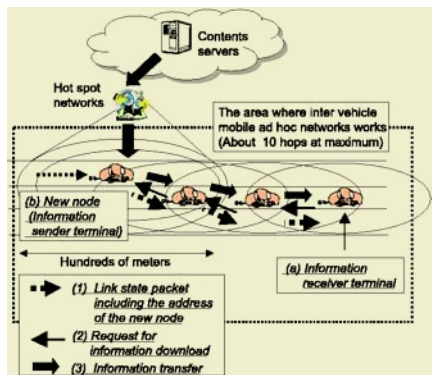 Contents
servers
Hot spot
networks
The area where inter vehicle
mobile ad hoc networks works
(About 10 hops at maximum)
(b) New node
(Information
sender terminal)
Hundreds of meters
(a) Information
receiver terminal
(1) Link state packet
including the address
of the new node
(2) Request for
information download
(3) Information transfer